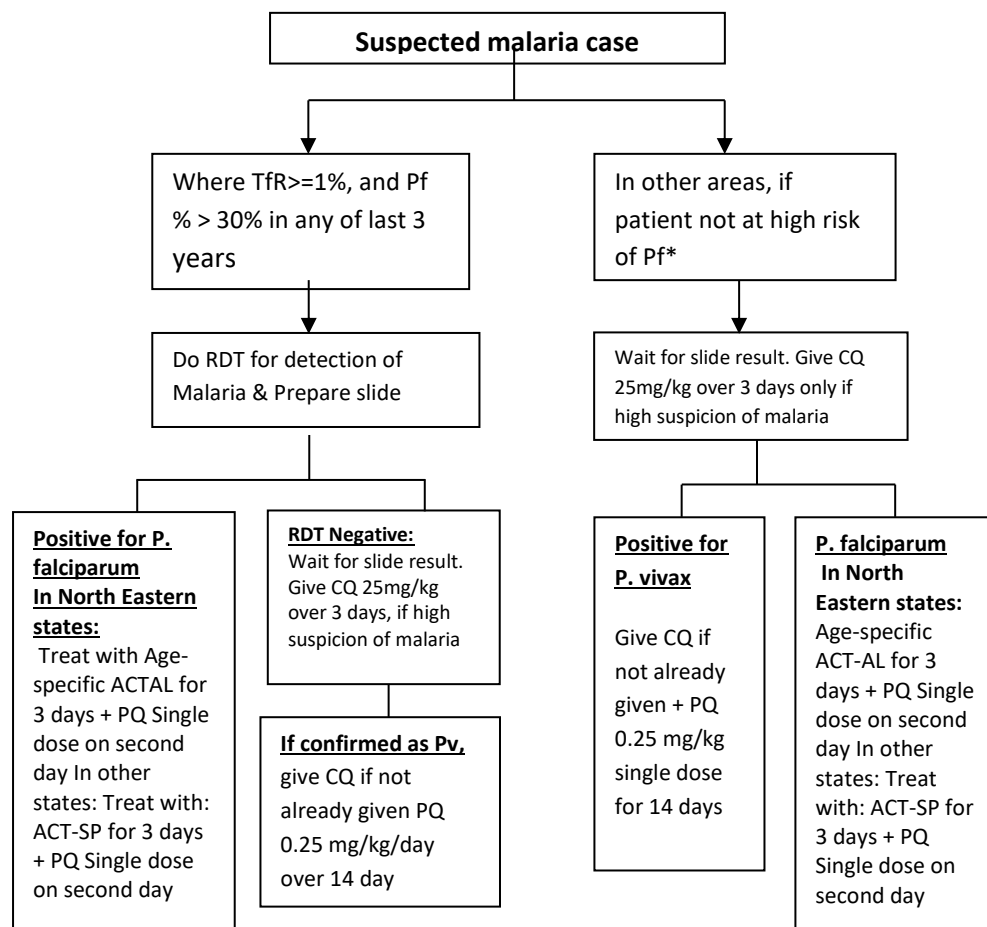 Suspected malaria case
Where TfR>=1%, and Pf
% > 30% in any of last 3
years
In other areas, if
patient not at high risk
of Pf*
Do RDT for detection of
Malaria & Prepare slide
Wait for slide result. Give CQ
25mg/kg over 3 days only if
high suspicion of malaria
Positive for P.
falciparum
In North Eastern
states:
Treat with Age-
specific ACTAL for
3 days + PQ Single
dose on second
day In other
states: Treat with:
ACT-SP for 3 days
+ PQ Single dose
on second day
RDT Negative:
Wait for slide result.
Give CQ 25mg/kg
over 3 days, if high
suspicion of malaria
If confirmed as Pv,
give CQ if not
already given PQ
0.25 mg/kg/day
over 14 day
Positive for
P. vivax
Give CQ if
not already
given + PQ
0.25 mg/kg
single dose
for 14 days
P. falciparum
In North
Eastern states:
Age-specific
ACT-AL for 3
days + PQ Single
dose on second
day In other
states: Treat
with: ACT-SP for
3 days + PQ
Single dose on
second day